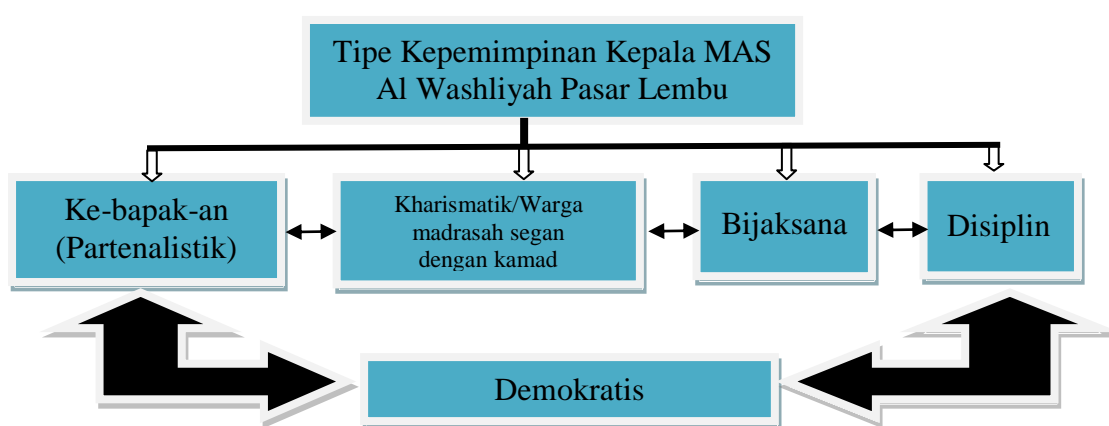 Tipe Kepemimpinan Kepala MAS
Al Washliyah Pasar Lembu
Ke-bapak-an
(Partenalistik)
Kharismatik/Warga
madrasah segan
dengan kamad
Bijaksana
Disiplin
Demokratis